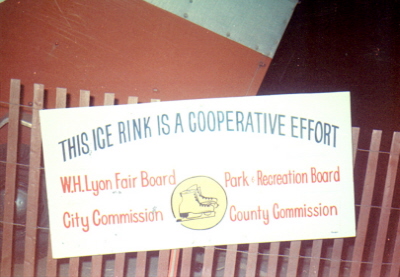 THIS ICE RINK IS A COOPERATIVE EFFORT
W.H. Lyon Fair Board
Park & Recreation Board
City Commission
County Commission